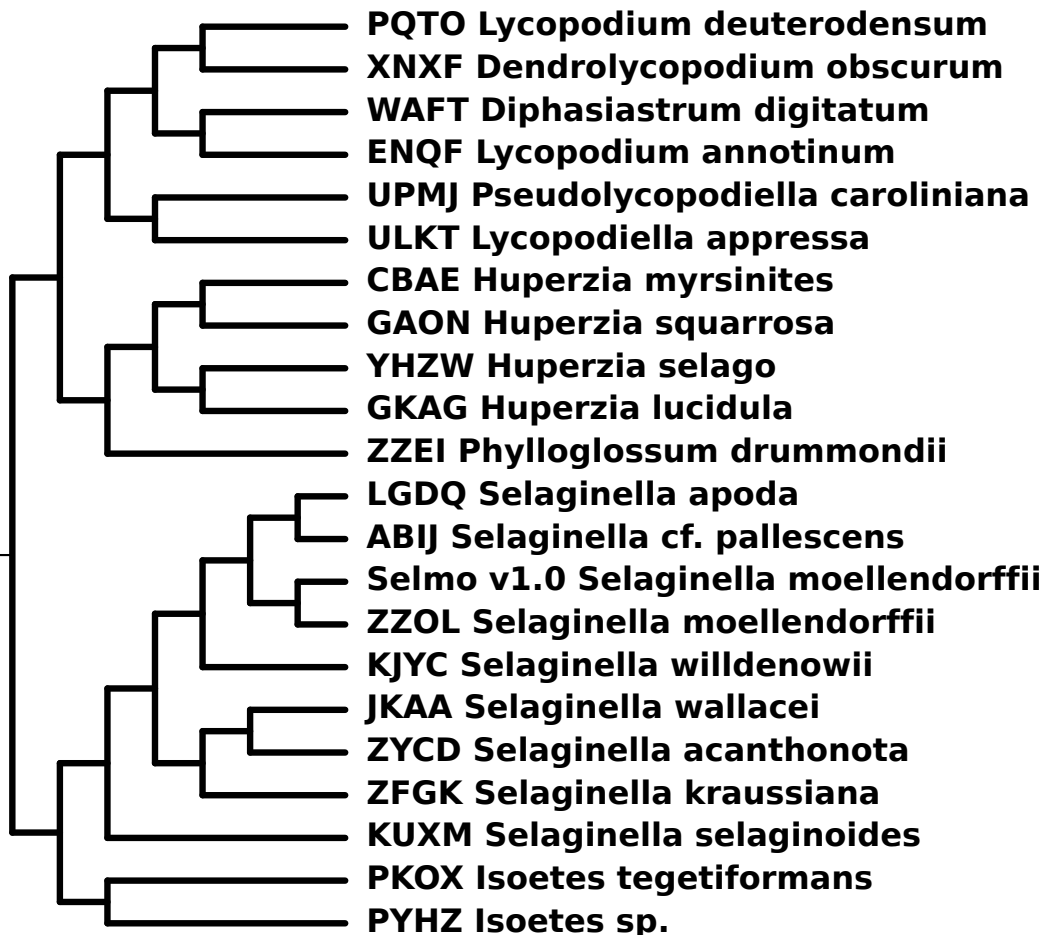 PQTO Lycopodium deuterodensum
XNXF Dendrolycopodium obscurum
WAFT Diphasiastrum digitatum
ENQF Lycopodium annotinum
UPMJ Pseudolycopodiella caroliniana
ULKT Lycopodiella appressa
CBAE Huperzia myrsinites
GAON Huperzia squarrosa
YHZW Huperzia selago
GKAG Huperzia lucidula
ZZEI Phylloglossum drummondii
LGDQ Selaginella apoda
ABIJ Selaginella cf. pallescens
Selmo v1.0 Selaginella moellendorffii
ZZOL Selaginella moellendorffii
KJYC Selaginella willdenowii
JKAA Selaginella wallacei
ZYCD Selaginella acanthonota
ZFGK Selaginella kraussiana
KUXM Selaginella selaginoides
PKOX Isoetes tegetiformans
PYHZ Isoetes sp.